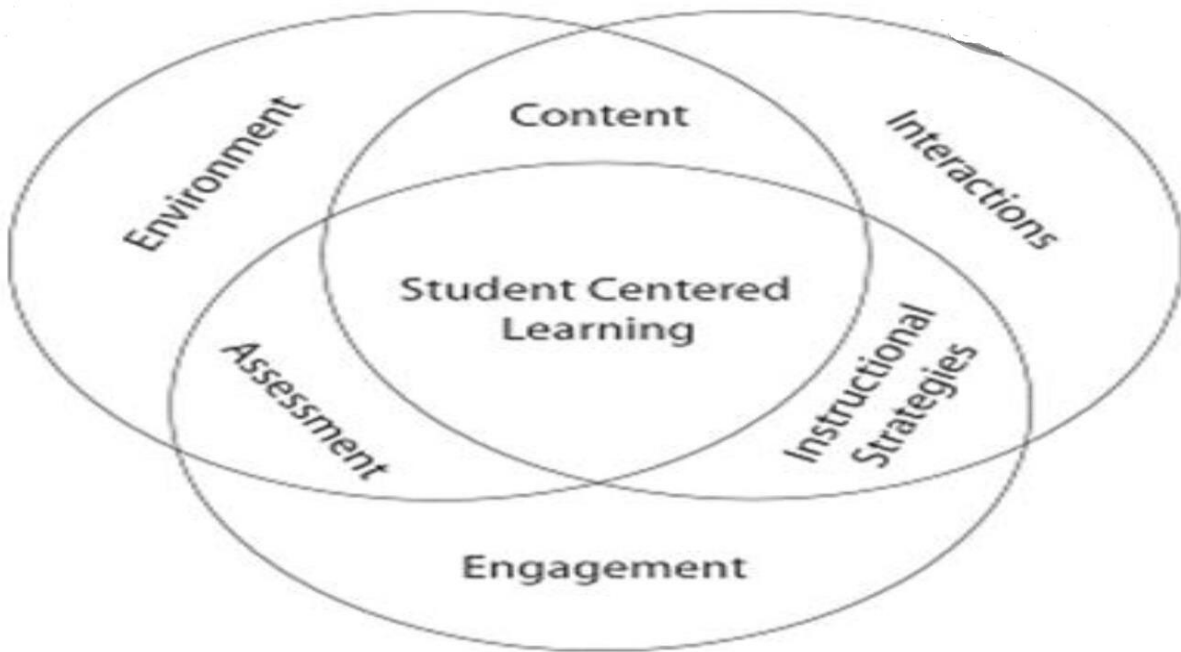 Content
Environment
Interactions
Student Centered
Learning
Assessment
Instructional
Strategies
Engagement